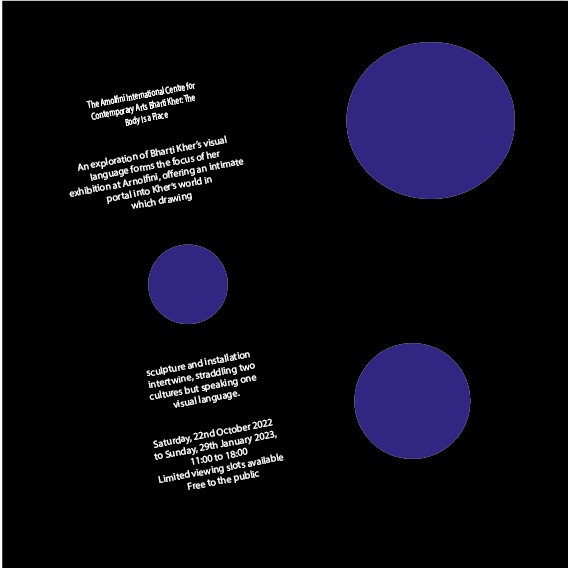 The Arnolfini International Centre for
Contemporary Arts Bharti Kher: The
Body is a Place
An exploration of Bharti Kher's visual
language forms the focus of her
exhibition at Arnolfini, offering an intimate
portal into Kher's world in
which drawing
sculpture and installation
intertwine, straddling two
cultures but speaking one
visual language.
Saturday, 22nd October 2022
to Sunday, 29th January 2023,
11:00 to 18:00
Limited viewing slots available
Free to the public